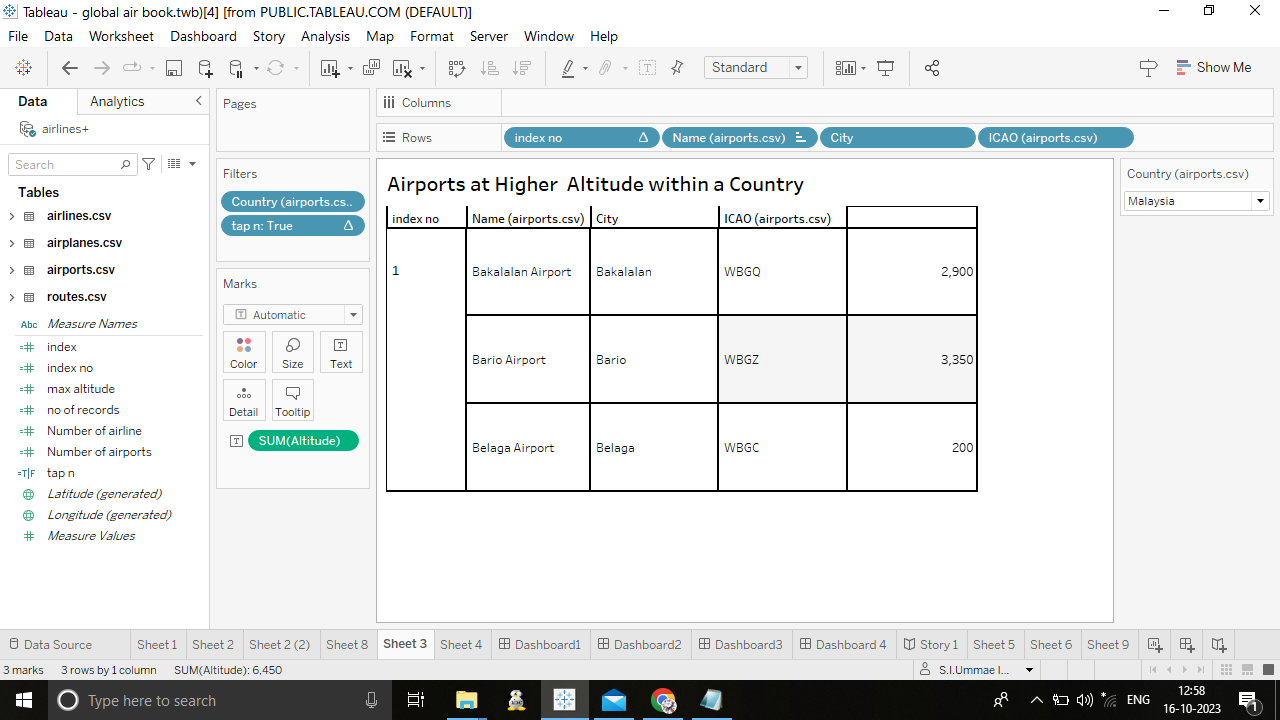 Tableau - global air book.twb)[4] [from PUBLIC.TABLEAU.COM (DEFAULT)]
File Data Worksheet Dashboard Story Analysis Map Format Server Window Help
Standard
Show Me
Data
Analytics
airlines+
Search
Tables
airlines.csv
airplanes.csv
airports.csv
routes.csv
Abc Measure Names
index
index no
max altitude
no of records
Number of airline
Number of airports
T|F tap n
Latitude (generated)
Longitude (generated)
Measure Values
Pages
Filters
Country (airports.cs..
tap n: True
Marks
Automatic
Color Size Text
Detail Tooltip
SUM(Altitude)
Columns
Rows
index no Name (airports.csv) City ICAO (airports.csv)
Airports at Higher  Altitude within a Country
index no Name (airports.csv) City ICAO (airports.csv)
1 Bakalalan Airport Bakalalan WBGQ 2,900
Bario Airport Bario WBGZ 3,350
Belaga Airport Belaga WBGC 200
Country (airports.csv)
Malaysia
Data Source Sheet 1 Sheet 2 Sheet 2 (2) Sheet 8 Sheet 3 Sheet 4 Dashboard1 Dashboard2 Dashboard3 Dashboard 4 Story 1 Sheet 5 Sheet 6 Sheet 9
3 marks 3 rows by 1 column SUM(Altitude): 6,450
S.I.Ummae I...
Type here to search
ENG
12:58
16-10-2023
1